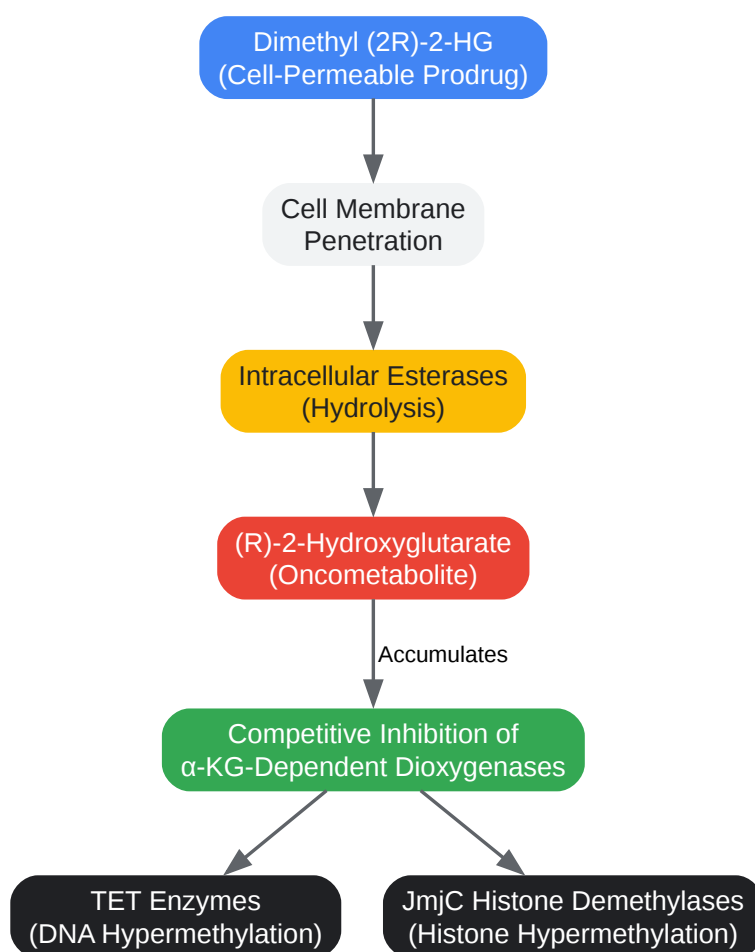 Dimethyl (2R)-2-HG
(Cell-Permeable Prodrug)
Cell Membrane
Penetration
Intracellular Esterases
(Hydrolysis)
(R)-2-Hydroxyglutarate
(Oncometabolite)
Accumulates
Competitive Inhibition of
α-KG-Dependent Dioxygenases
TET Enzymes
(DNA Hypermethylation)
JmjC Histone Demethylases
(Histone Hypermethylation)